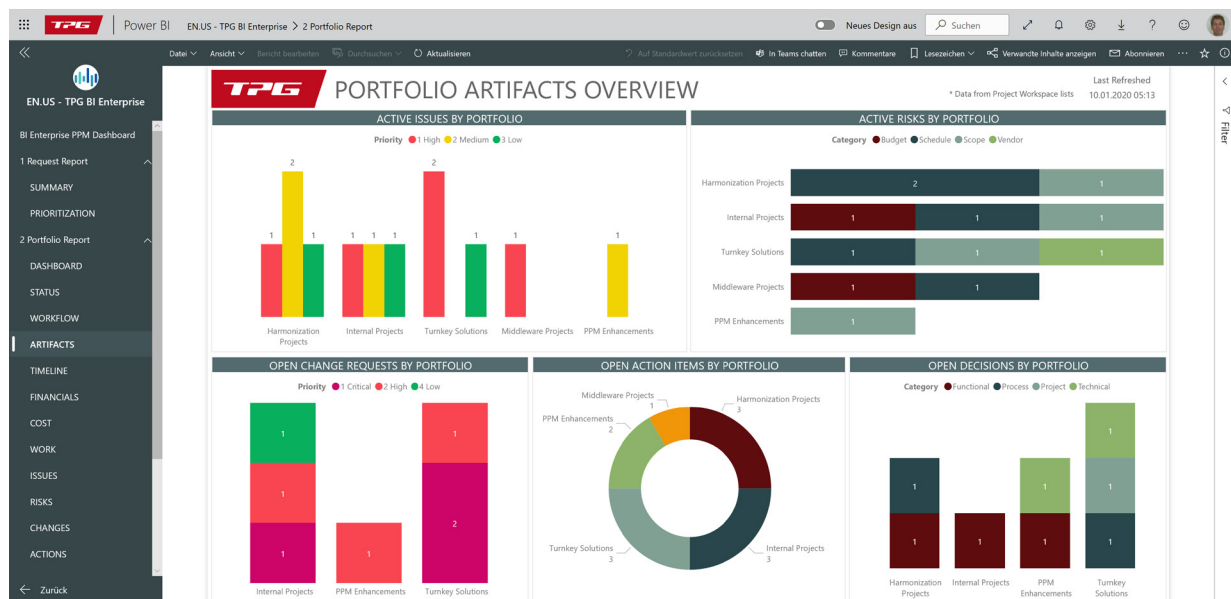 TPG Power BI EN.US - TPG BI Enterprise > 2 Portfolio Report Neues Design aus Suchen
Datei Ansicht Bericht bearbeiten Durchsuchen Aktualisieren Auf Standardwert zurücksetzen In Teams chatten Kommentare Lesezeichen Verwandte Inhalte anzeigen Abonnieren
EN.US - TPG BI Enterprise
BI Enterprise PPM Dashboard
1 Request Report
SUMMARY
PRIORITIZATION
2 Portfolio Report
DASHBOARD
STATUS
WORKFLOW
ARTIFACTS
TIMELINE
FINANCIALS
COST
WORK
ISSUES
RISKS
CHANGES
ACTIONS
Zurück
TPG PORTFOLIO ARTIFACTS OVERVIEW
* Data from Project Workspace lists
Last Refreshed
10.01.2020 05:13
Filter
ACTIVE ISSUES BY PORTFOLIO
Priority 1 High 2 Medium 3 Low
2 2
1 1 1 1 1 1 1 1
Harmonization Projects
Internal Projects
Turnkey Solutions
Middleware Projects
PPM Enhancements
ACTIVE RISKS BY PORTFOLIO
Category Budget Schedule Scope Vendor
Harmonization Projects 2 1
Internal Projects 1 1 1
Turnkey Solutions 1 1 1
Middleware Projects 1 1
PPM Enhancements 1
OPEN CHANGE REQUESTS BY PORTFOLIO
Priority 1 Critical 2 High 4 Low
1 1
1
1 1 2
Internal Projects PPM Enhancements Turnkey Solutions
OPEN ACTION ITEMS BY PORTFOLIO
Middleware Projects
1
Harmonization Projects
3
PPM Enhancements
2
Turnkey Solutions
3
Internal Projects
3
OPEN DECISIONS BY PORTFOLIO
Category Functional Process Project Technical
1
1 1 1
1 1 1 1
Harmonization Projects
Internal Projects
PPM Enhancements
Turnkey Solutions